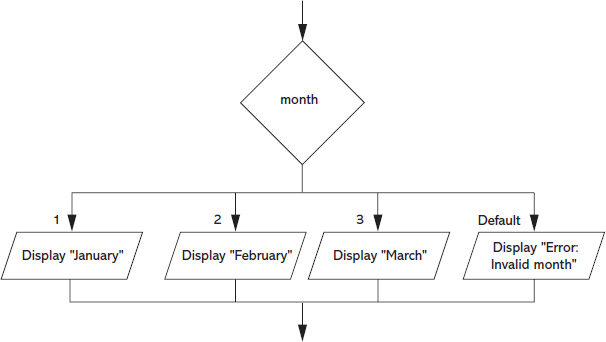 month
1
2
3
Default
Display "January"
Display "February"
Display "March"
Display "Error:
Invalid month"